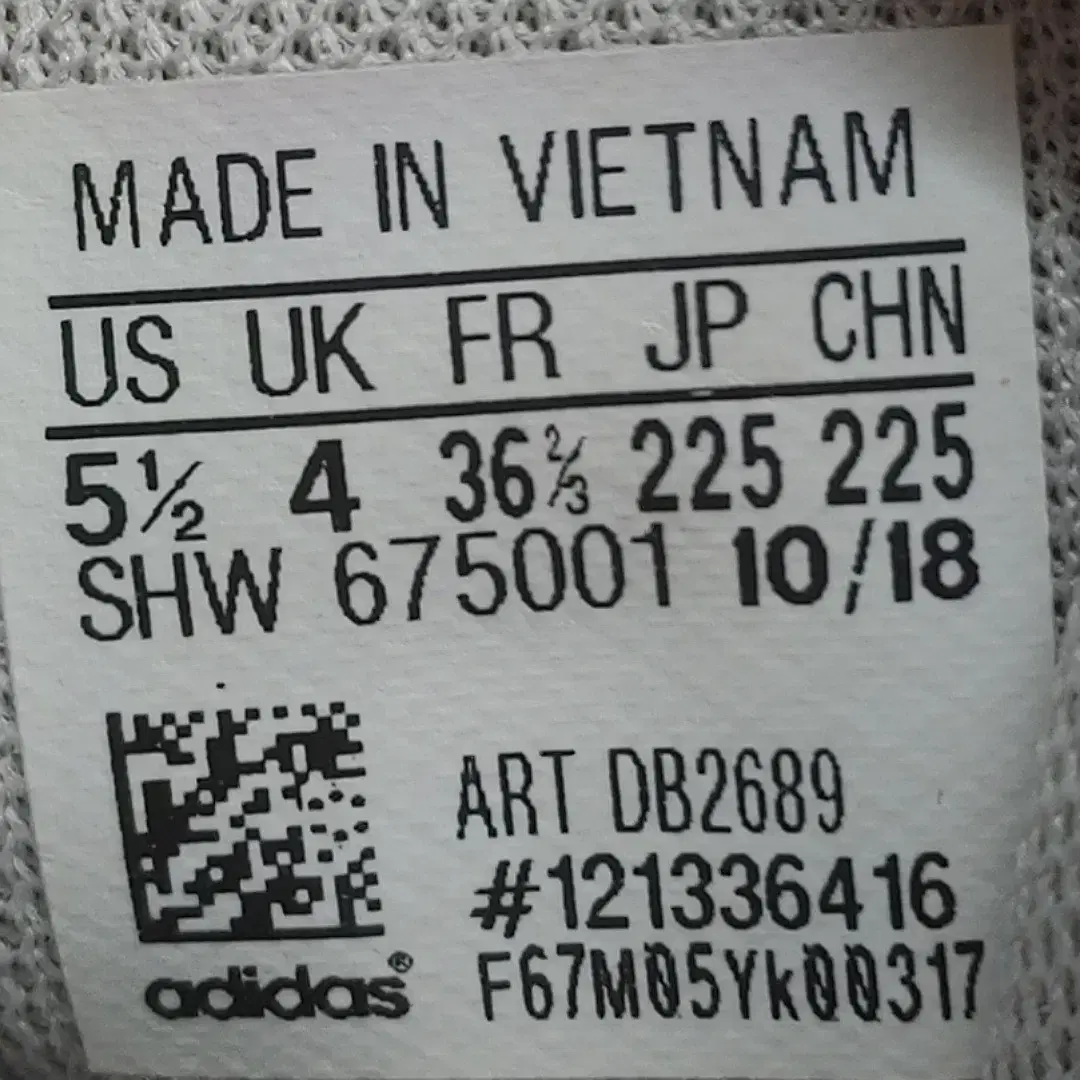 MADE IN VIETNAM
US UK FR JP CHN
5½ 4 36⅔ 225 225
SHW 675001 10/18
ART DB2689
#121336416
adidas® F67M05Yk00317